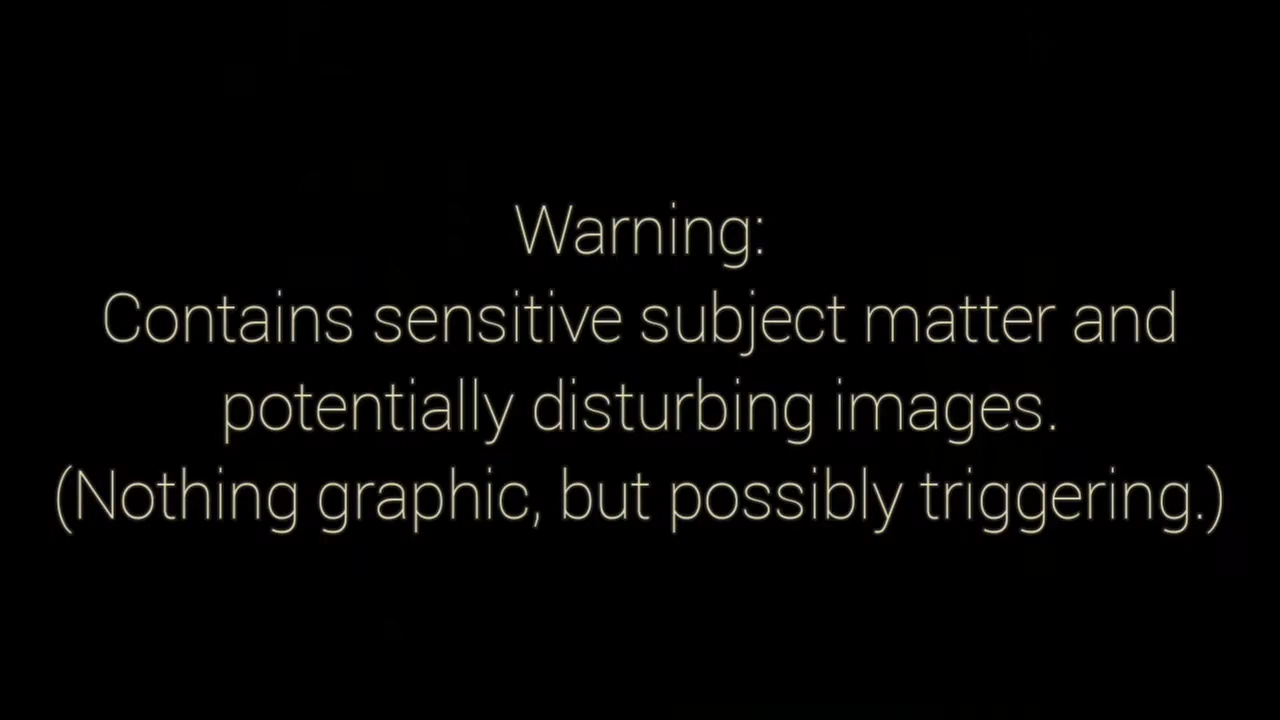 Warning:
Contains sensitive subject matter and
potentially disturbing images.
(Nothing graphic, but possibly triggering.)